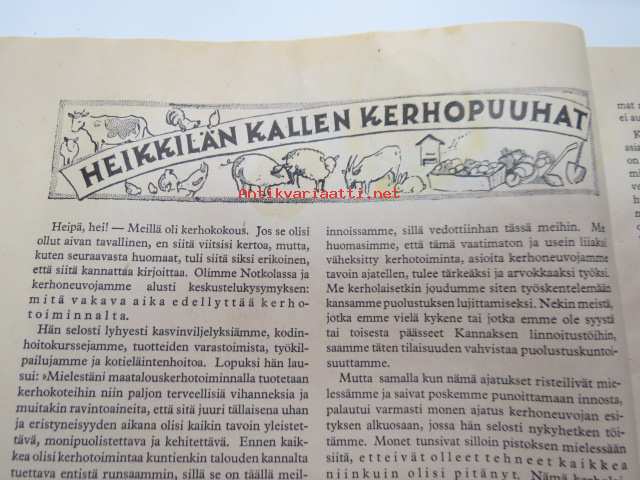 HEIKKILÄN KALLEN KERHOPUUHAT
Antikvariaatti.net
Heipä, hei! — Meillä oli kerhokokous. Jos se olisi
ollut aivan tavallinen, en siitä viitsisi kertoa, mutta,
kuten seuraavasta huomaat, tuli siitä siksi erikoinen,
että siitä kannattaa kirjoittaa. Olimme Notkolassa ja
kerhoneuvojamme alusti keskustelukysymyksen:
mitä vakava aika edellyttää kerho-
toiminnalta.
Hän selosti lyhyesti kasvinviljelyksiämme, kodin-
hoitokurssejamme, tuotteiden varastoimista, työkil-
pailujamme ja kotieläintenhoitoa. Lopuksi hän lau-
sui: »Mielestäni maatalouskerhotoiminnalla tuotetaan
kerhokoteihin niin paljon terveellisiä vihanneksia ja
muitakin ravintoaineita, että sitä juuri tällaisena uhan
ja eristyneisyyden aikana olisi kaikin tavoin yleistet-
tävä, monipuolistettava ja kehitettävä. Ennen kaik-
kea olisi kerhotoimintaa kuntienkin talouden kannalta
tuettava entistä runsaammin, sillä se on täällä meil-
innoissamme, sillä vedottiinhan tässä meihin. Me
huomasimme, että tämä vaatimaton ja usein liiaksi
väheksitty kerhotoiminta, asioita kerhoneuvojamme
tavoin ajatellen, tulee tärkeäksi ja arvokkaaksi työksi.
Me kerholaisetkin joudumme siten työskentelemään
kansamme puolustuksen lujittamiseksi. Nekin meistä,
jotka emme vielä kykene tai jotka emme ole syystä
tai toisesta päässeet Kannaksen linnoitustöihin,
saamme täten tilaisuuden vahvistaa puolustuskuntoi-
suuttamme.
Mutta samalla kun nämä ajatukset risteilivät mie-
lessämme ja saivat poskemme punoittamaan innosta,
palautui varmasti monen ajatus kerhoneuvojan esi-
tyksen alkuosaan, jossa hän selosti nykyhetken töi-
tämme. Monet tunsivat silloin pistoksen mielessään
siitä, etteivät olleet tehneet kaikkea
niinkuin olisi pitänyt. Nämä
mat
ei au